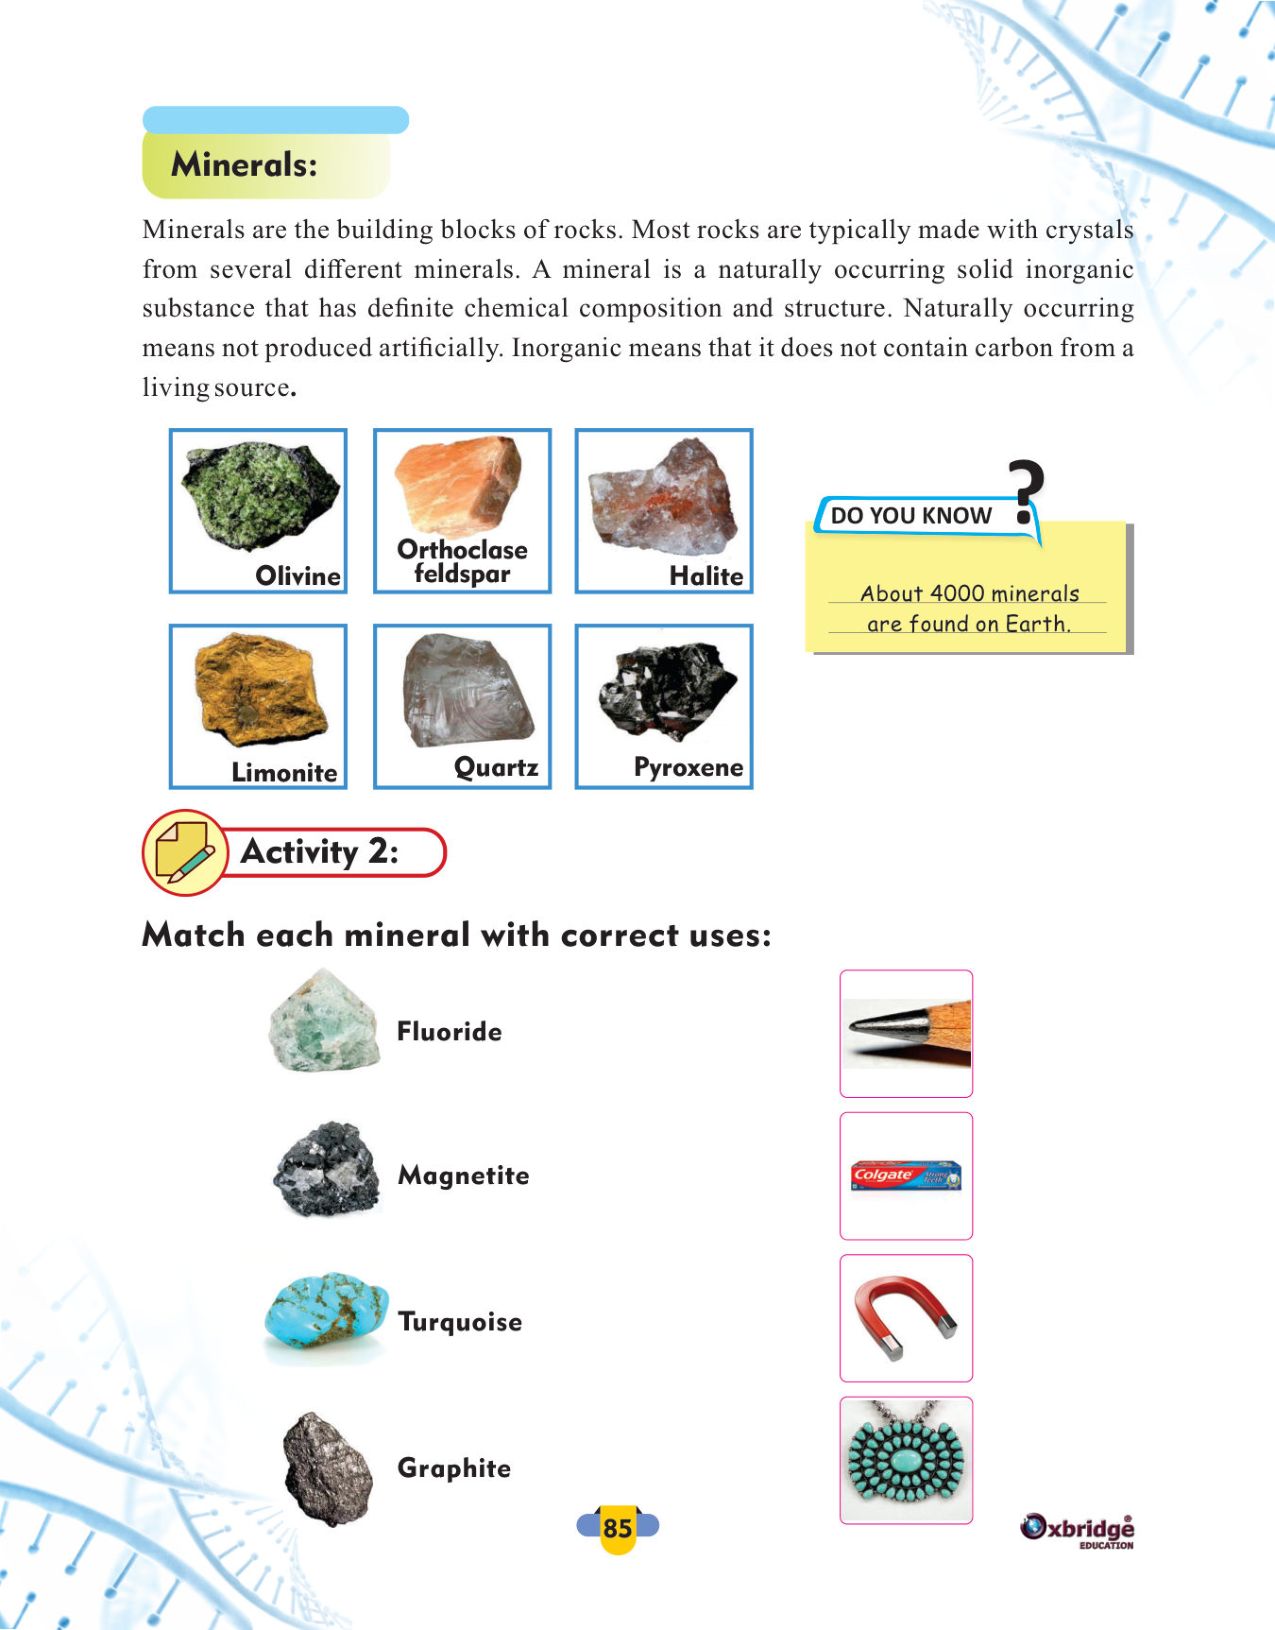 Minerals:
Minerals are the building blocks of rocks. Most rocks are typically made with crystals
from several different minerals. A mineral is a naturally occurring solid inorganic
substance that has definite chemical composition and structure. Naturally occurring
means not produced artificially. Inorganic means that it does not contain carbon from a
living source.
Olivine
Orthoclase
feldspar
Halite
DO YOU KNOW ?
About 4000 minerals
are found on Earth.
Limonite
Quartz
Pyroxene
Activity 2:
Match each mineral with correct uses:
Fluoride
Magnetite
Colgate
Strong
Teeth
Turquoise
Graphite
85
Oxbridge®
EDUCATION